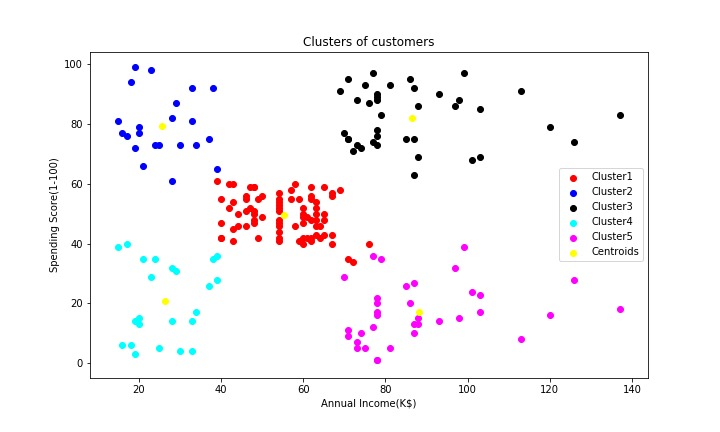 Clusters of customers
100
80
60
40
20
0
Spending Score(1-100)
Cluster1
Cluster2
Cluster3
Cluster4
Cluster5
Centroids
20 40 60 80 100 120 140
Annual Income(K$)